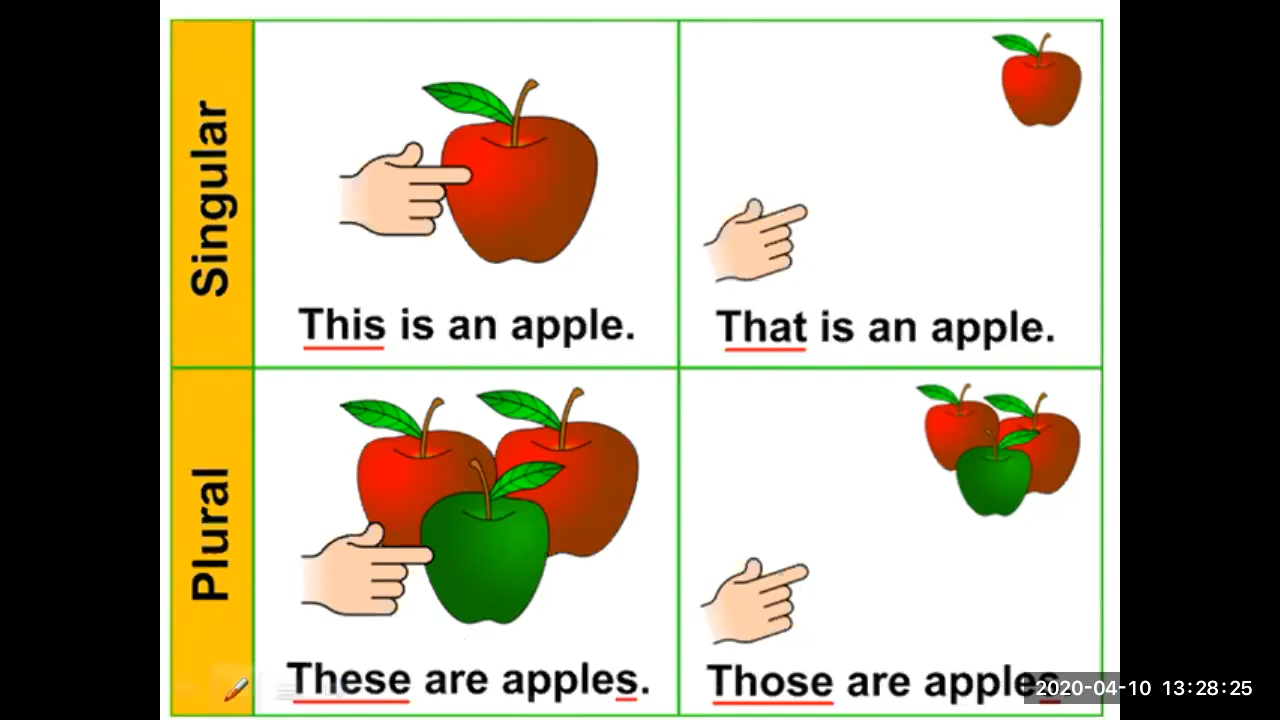 Singular
This is an apple.
That is an apple.
Plural
These are apples.
Those are apples
2020-04-10 13:28:25